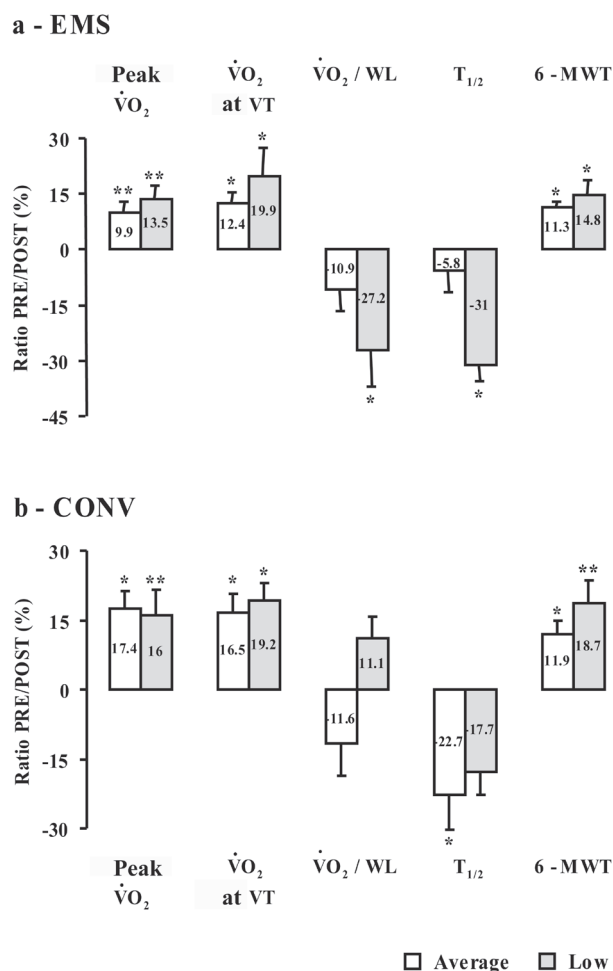 a - EMS
Peak V̇O₂ V̇O₂ at VT V̇O₂ / WL T1/2 6 - MWT
Ratio PRE/POST (%)
30
15
0
-15
-30
-45
** ** * * * * * *
9.9 13.5 12.4 19.9 -10.9 -27.2 -5.8 -31 11.3 14.8
b - CONV
Ratio PRE/POST (%)
30
15
0
-15
-30
* ** * * * * **
17.4 16 16.5 19.2 -11.6 11.1 -22.7 -17.7 11.9 18.7
Peak V̇O₂ V̇O₂ at VT V̇O₂ / WL T1/2 6 - MWT
Average Low